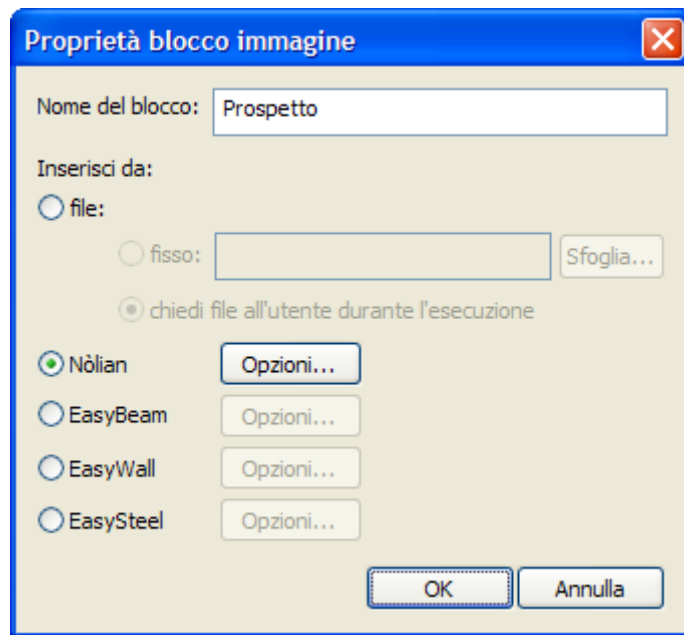 Proprietà blocco immagine
Nome del blocco: Prospetto
Inserisci da:
file:
fisso: Sfoglia...
chiedi file all'utente durante l'esecuzione
Nòlian Opzioni...
EasyBeam Opzioni...
EasyWall Opzioni...
EasySteel Opzioni...
OK Annulla